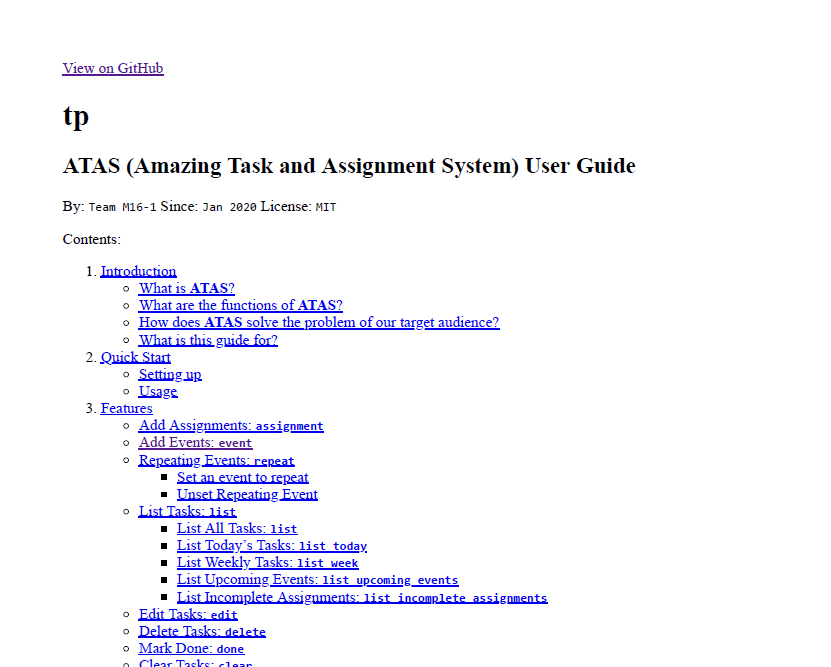 View on GitHub
tp
ATAS (Amazing Task and Assignment System) User Guide
By: Team M16-1 Since: Jan 2020 License: MIT
Contents:
1. Introduction
What is ATAS?
What are the functions of ATAS?
How does ATAS solve the problem of our target audience?
What is this guide for?
2. Quick Start
Setting up
Usage
3. Features
Add Assignments: assignment
Add Events: event
Repeating Events: repeat
Set an event to repeat
Unset Repeating Event
List Tasks: list
List All Tasks: list
List Today’s Tasks: list today
List Weekly Tasks: list week
List Upcoming Events: list upcoming events
List Incomplete Assignments: list incomplete assignments
Edit Tasks: edit
Delete Tasks: delete
Mark Done: done
Clear Tasks: clear